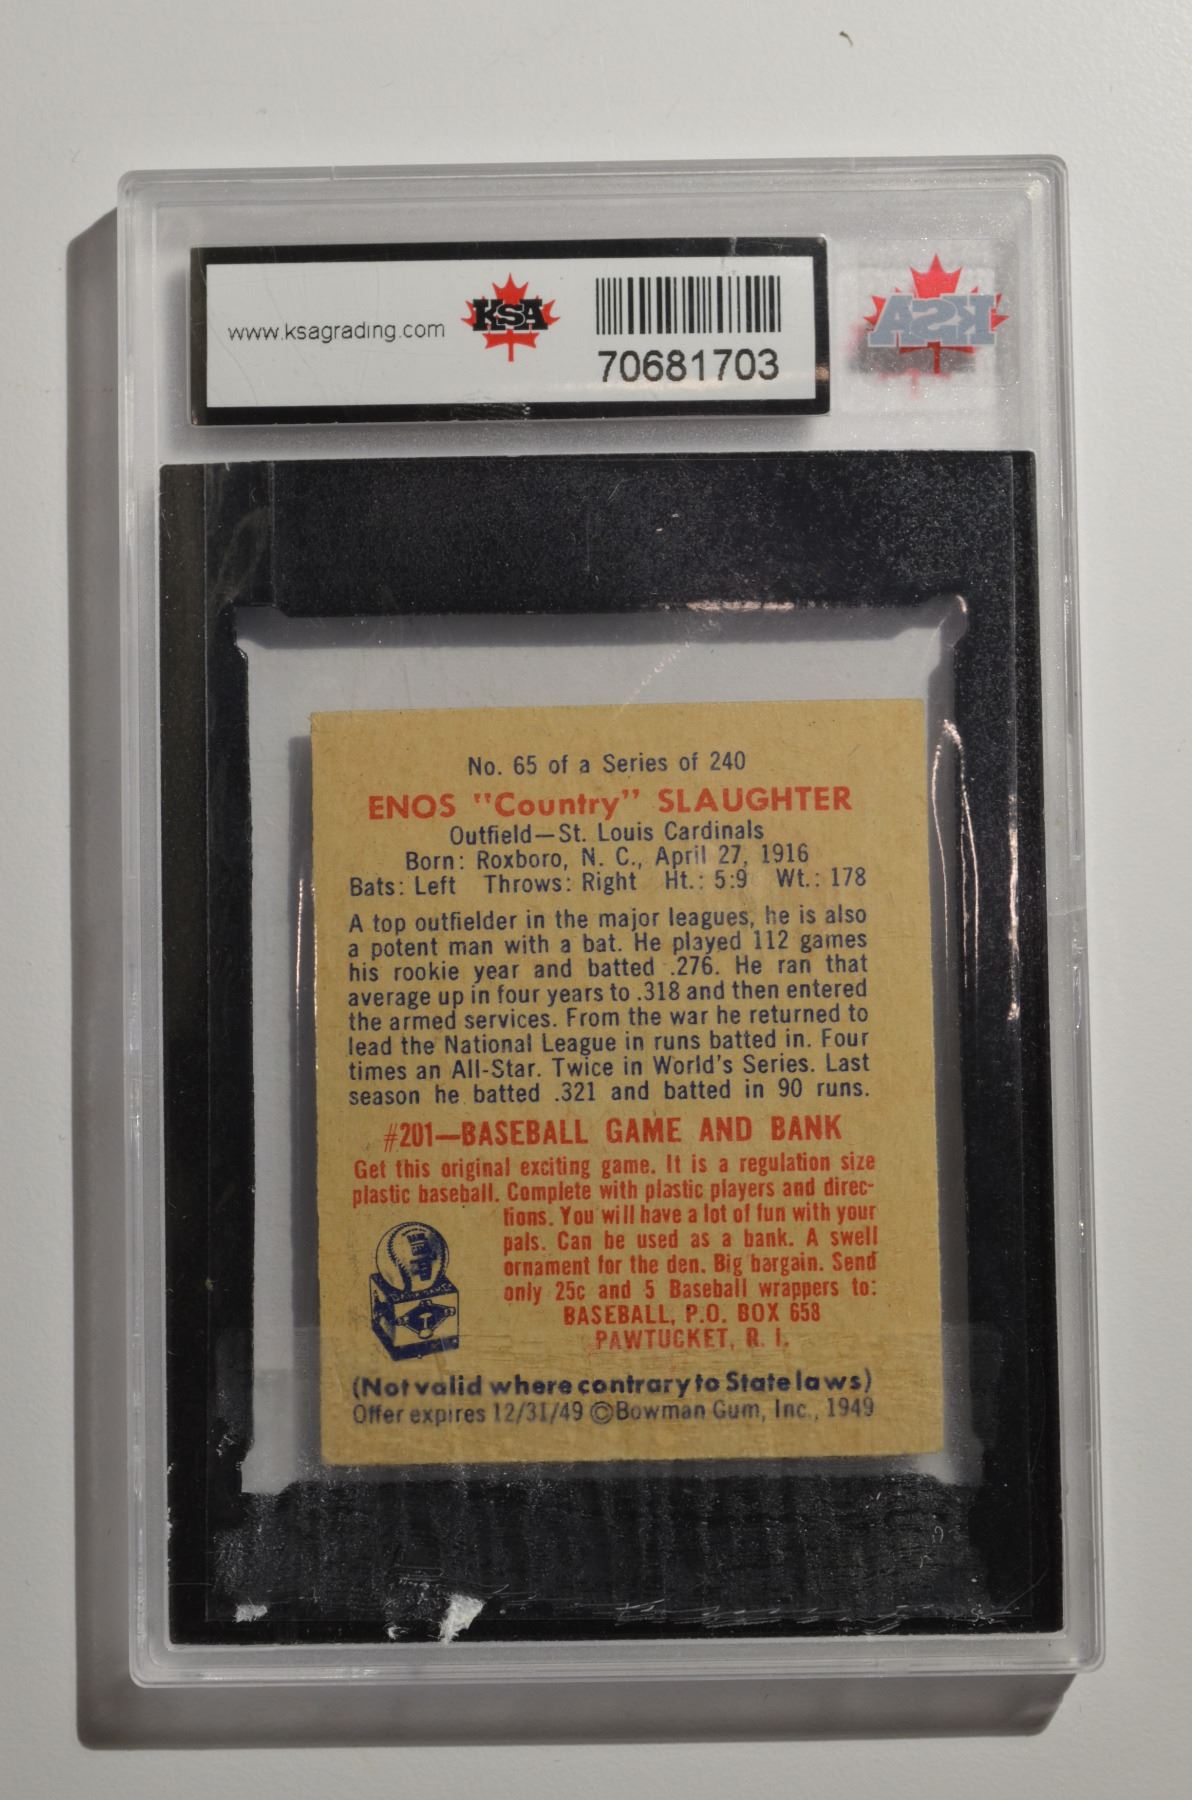 www.ksagrading.com
KSA
70681703
KSA
No. 65 of a Series of 240
ENOS "Country" SLAUGHTER
Outfield—St. Louis Cardinals
Born: Roxboro, N. C., April 27, 1916
Bats: Left Throws: Right Ht.: 5:9 Wt.: 178
A top outfielder in the major leagues, he is also
a potent man with a bat. He played 112 games
his rookie year and batted .276. He ran that
average up in four years to .318 and then entered
the armed services. From the war he returned to
lead the National League in runs batted in. Four
times an All-Star. Twice in World's Series. Last
season he batted .321 and batted in 90 runs.
#201—BASEBALL GAME AND BANK
Get this original exciting game. It is a regulation size
plastic baseball. Complete with plastic players and direc-
tions. You will have a lot of fun with your
pals. Can be used as a bank. A swell
ornament for the den. Big bargain. Send
only 25c and 5 Baseball wrappers to:
BASEBALL, P.O. BOX 658
PAWTUCKET, R. I.
(Not valid where contrary to State laws)
Offer expires 12/31/49 ©Bowman Gum, Inc., 1949